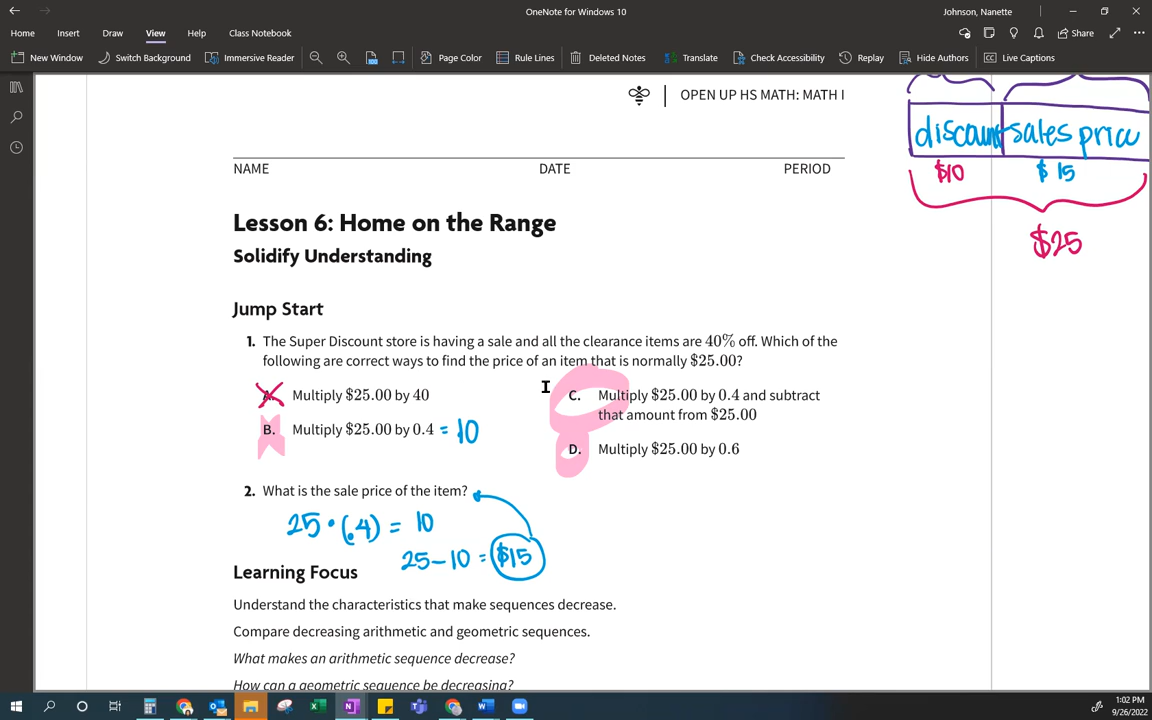 OneNote for Windows 10
Johnson, Nanette
Home Insert Draw View Help Class Notebook
Share
New Window Switch Background Immersive Reader Page Color Rule Lines Deleted Notes Translate Check Accessibility Replay Hide Authors Live Captions
OPEN UP HS MATH: MATH I
discount sales price
$10 $15
$25
NAME DATE PERIOD
Lesson 6: Home on the Range
Solidify Understanding
Jump Start
1. The Super Discount store is having a sale and all the clearance items are 40% off. Which of the
following are correct ways to find the price of an item that is normally $25.00?
A. Multiply $25.00 by 40
B. Multiply $25.00 by 0.4 = 10
C. Multiply $25.00 by 0.4 and subtract
that amount from $25.00
D. Multiply $25.00 by 0.6
2. What is the sale price of the item?
25 • (.4) = 10
25 - 10 = $15
Learning Focus
Understand the characteristics that make sequences decrease.
Compare decreasing arithmetic and geometric sequences.
What makes an arithmetic sequence decrease?
How can a geometric sequence be decreasing?
1:02 PM
9/26/2022